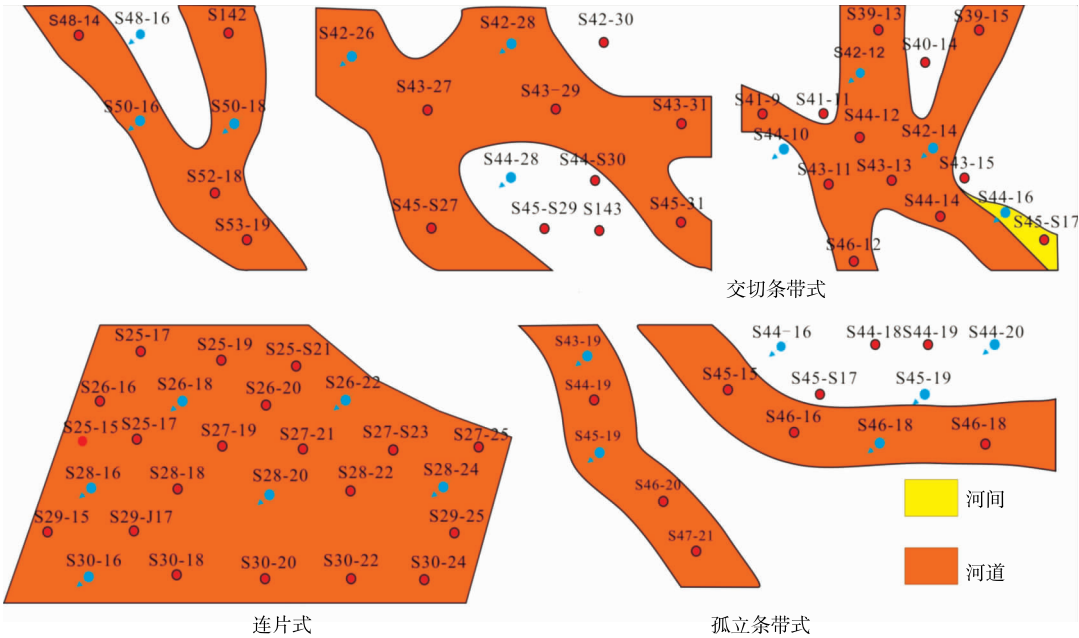 S48-14
S48-16
S142
S50-16
S50-18
S52-18
S53-19
S42-26
S42-28
S42-30
S43-27
S43-29
S43-31
S44-28
S44-S30
S45-S27
S45-S29
S143
S45-31
S39-13
S39-15
S42-12
S40-14
S41-9
S41-11
S44-12
S44-10
S42-14
S43-11
S43-13
S43-15
S44-14
S44-16
S45-S17
S46-12
交切条带式
S25-17
S25-19
S25-S21
S26-16
S26-18
S26-20
S26-22
S25-15
S25-17
S27-19
S27-21
S27-S23
S27-25
S28-16
S28-18
S28-20
S28-22
S28-24
S29-15
S29-J17
S29-25
S30-16
S30-18
S30-20
S30-22
S30-24
连片式
S43-19
S44-19
S45-19
S46-20
S47-21
S44-16
S44-18
S44-19
S44-20
S45-15
S45-S17
S45-19
S46-16
S46-18
S46-18
河间
河道
孤立条带式